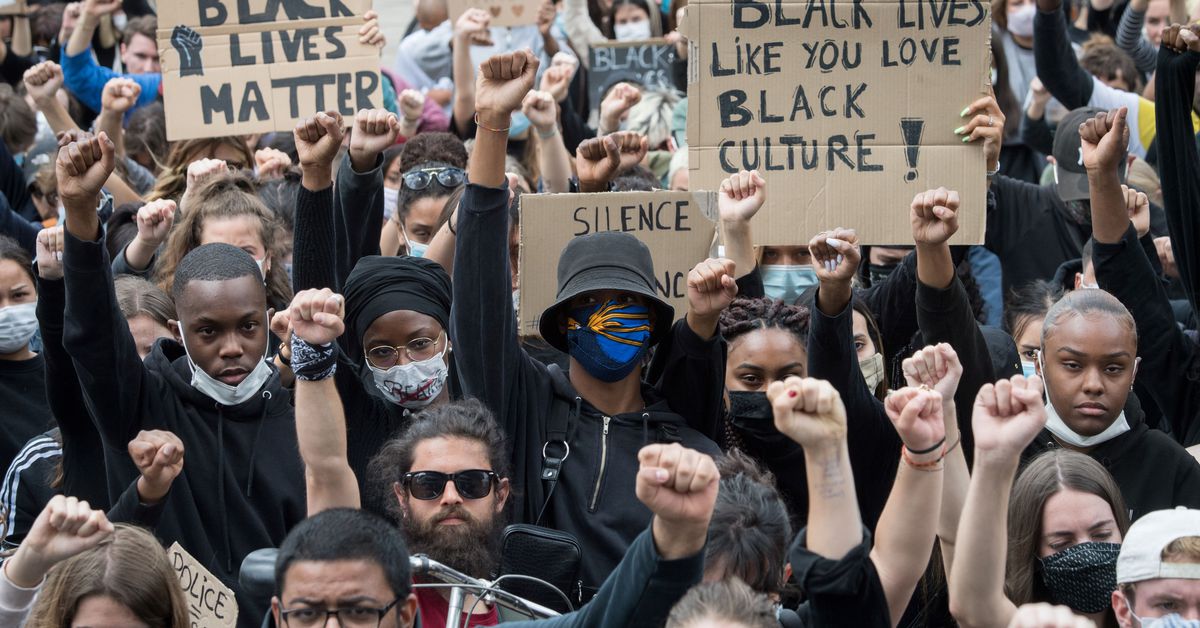 BLACK
LIVES
MATTER
BLACK
BLACK LIVES
LIKE YOU LOVE
BLACK
CULTURE!
SILENCE
POLICE